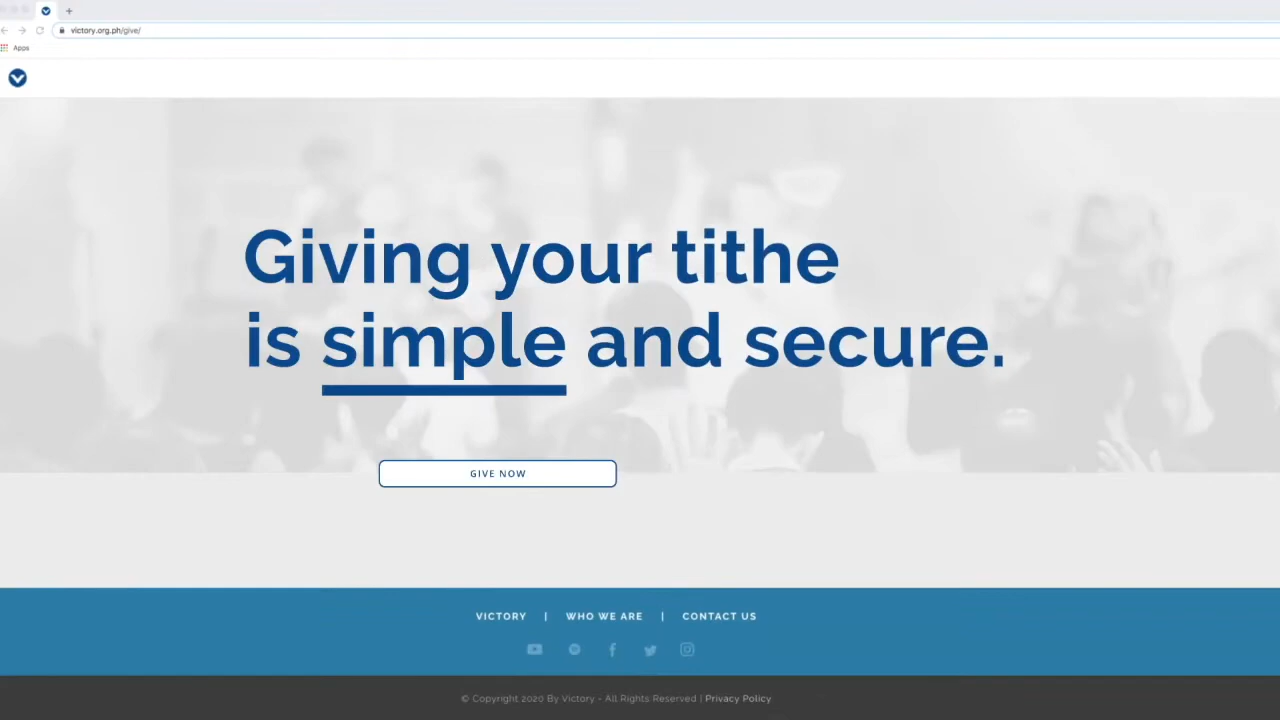 victory.org.ph/give/
Apps
Giving your tithe
is simple and secure.
GIVE NOW
VICTORY | WHO WE ARE | CONTACT US
© Copyright 2020 By Victory - All Rights Reserved | Privacy Policy